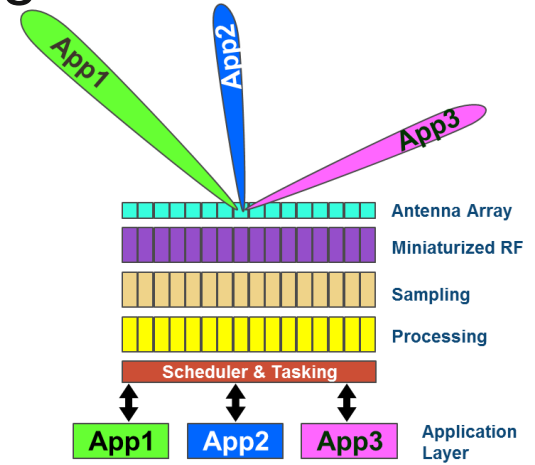 App1
App2
App3
Antenna Array
Miniaturized RF
Sampling
Processing
Scheduler & Tasking
App1
App2
App3
Application
Layer